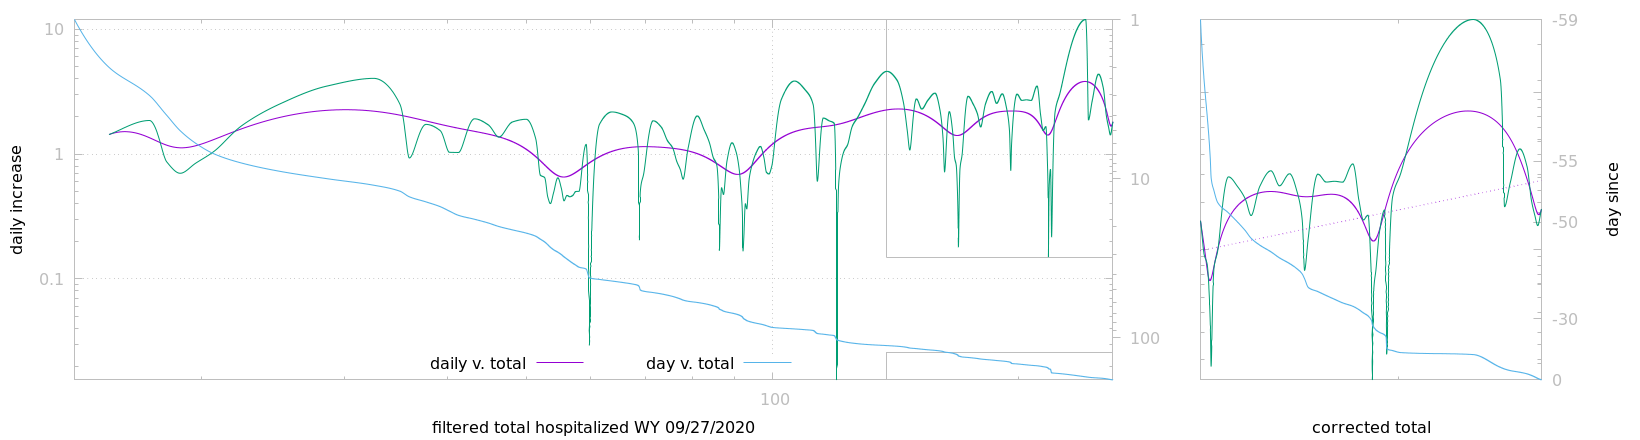 10
1
0.1
daily increase
1
10
100
daily v. total
day v. total
100
filtered total hospitalized WY 09/27/2020
-59
-55
-50
-30
0
day since
corrected total